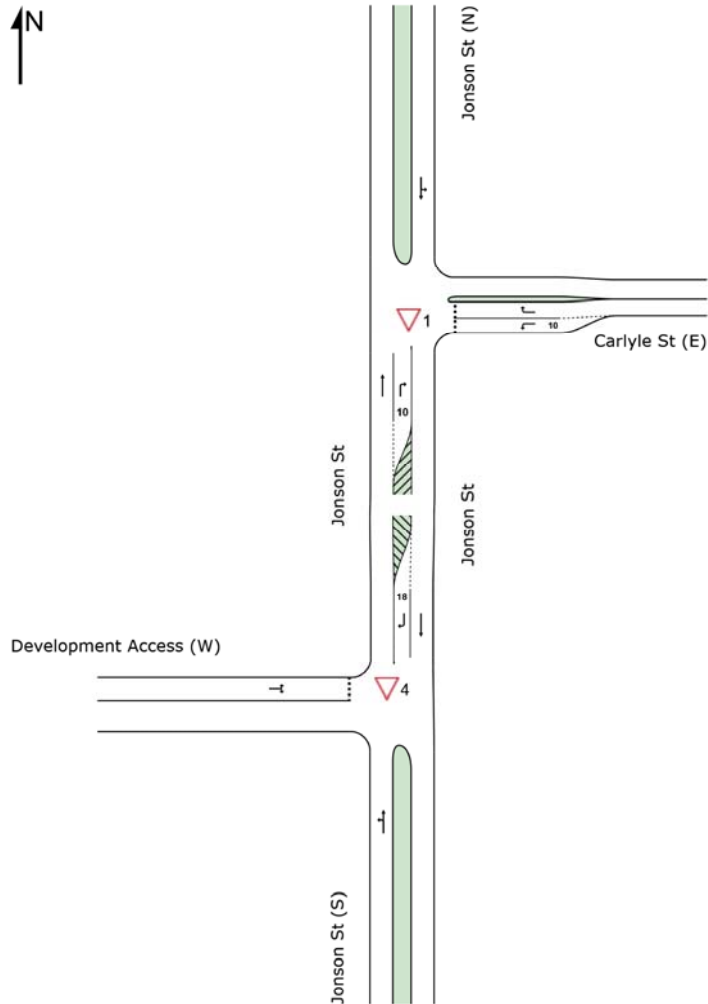 N
Jonson St (N)
1
10
Carlyle St (E)
10
Jonson St
Jonson St
18
Development Access (W)
4
Jonson St (S)